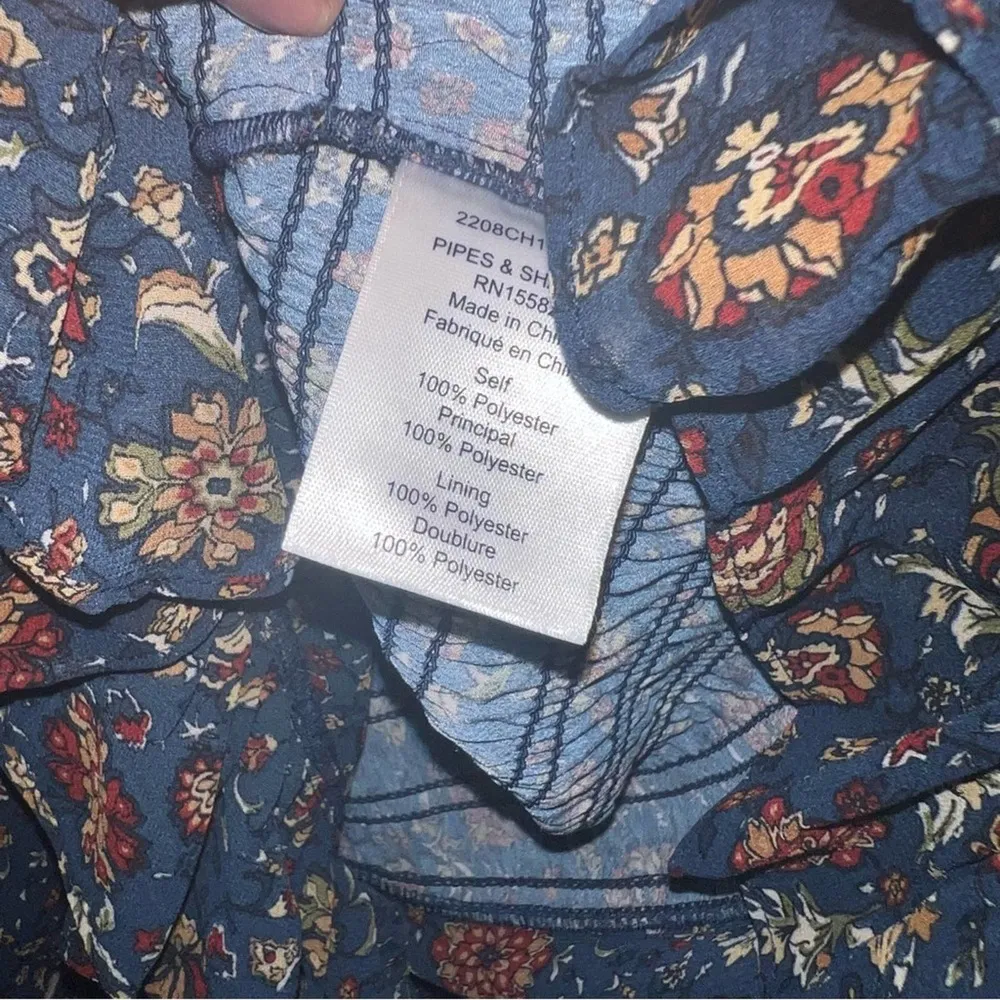 2208CH1
PIPES & SH
RN1558
Made in Chi
Fabriqué en Chi
Self
100% Polyester
Principal
100% Polyester
Lining
100% Polyester
Doublure
100% Polyester